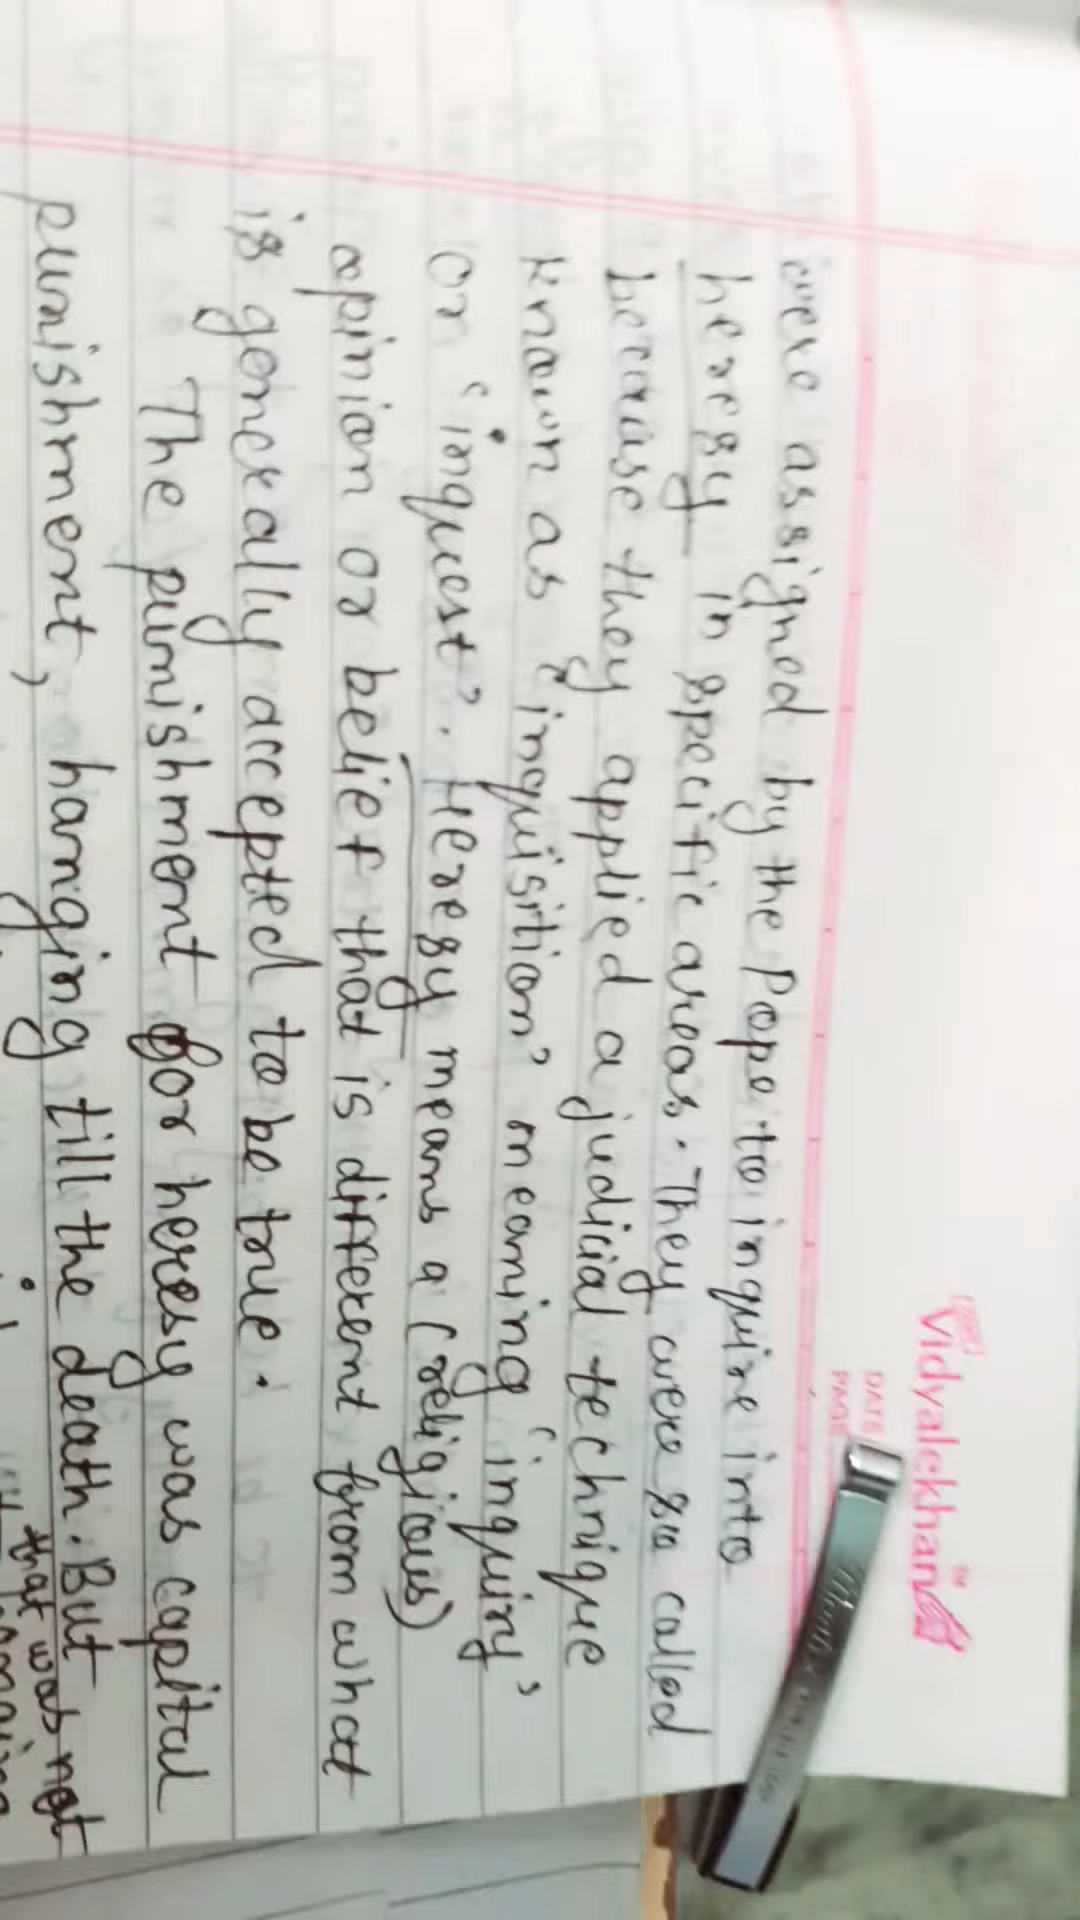 Vidyalekhan
DATE
PAGE
were assigned by the Pope to inquire into
heresy in specific areas. They were so called
because they applied a judicial technique
known as 'inquisition' meaning 'inquiry'
or 'inquest'. Heresy means a (religious)
opinion or belief that is different from what
is generally accepted to be true.
The punishment for heresy was capital
punishment, hanging till the death. But
that was not